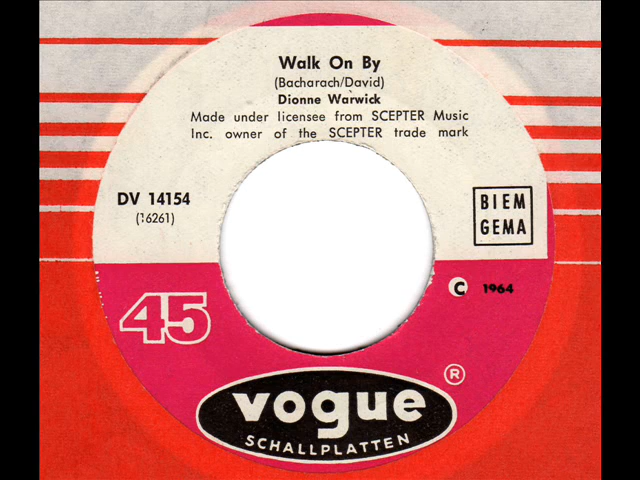 Walk On By
(Bacharach/David)
Dionne Warwick
Made under licensee from SCEPTER Music
Inc. owner of the SCEPTER trade mark
DV 14154
(16261)
BIEM
GEMA
C 1964
45
®
vogue
SCHALLPLATTEN